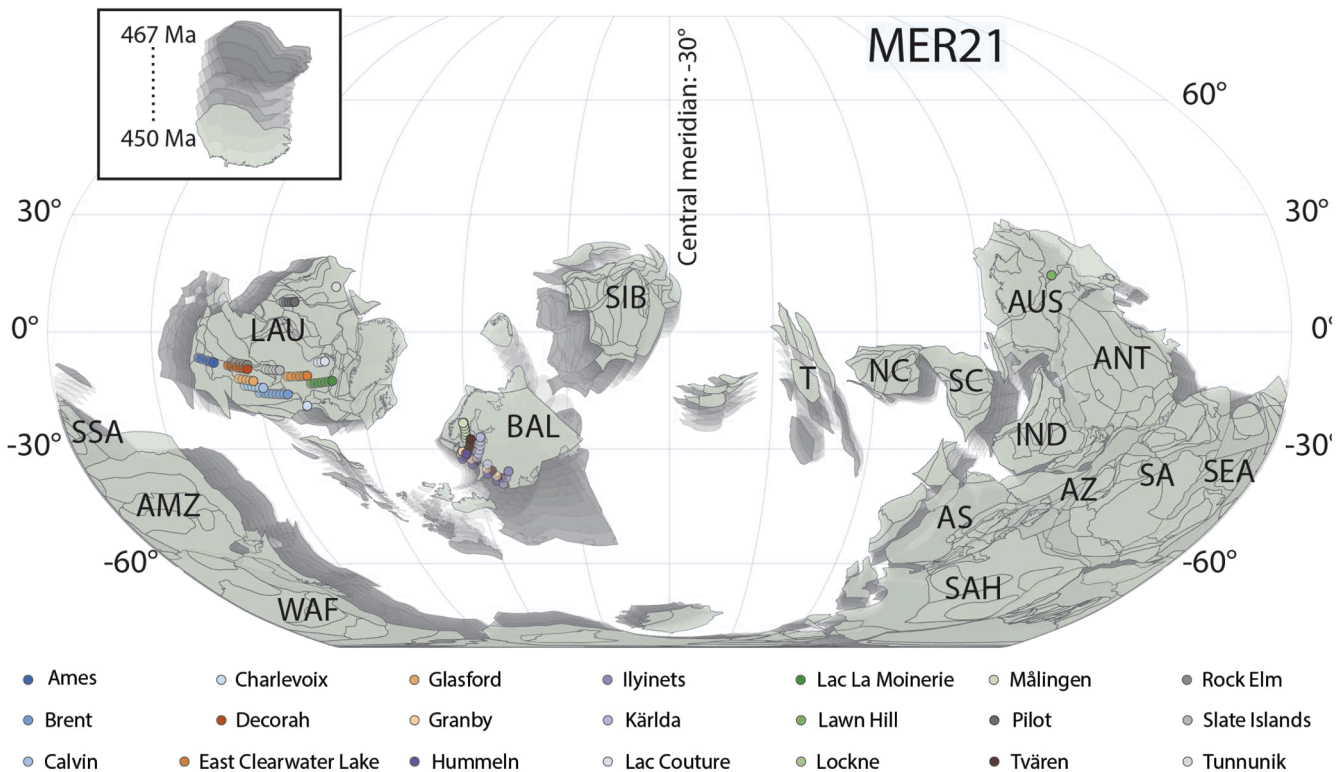 467 Ma
450 Ma
MER21
Central meridian: -30°
60°
30°
30°
0°
0°
-30°
-30°
-60°
-60°
LAU
SIB
BAL
T
NC
SC
AUS
ANT
IND
AZ
SA
SEA
AS
SAH
SSA
AMZ
WAF
Ames
Charlevoix
Glasford
Ilyinets
Lac La Moinerie
Målingen
Rock Elm
Brent
Decorah
Granby
Kärlda
Lawn Hill
Pilot
Slate Islands
Calvin
East Clearwater Lake
Hummeln
Lac Couture
Lockne
Tvären
Tunnunik